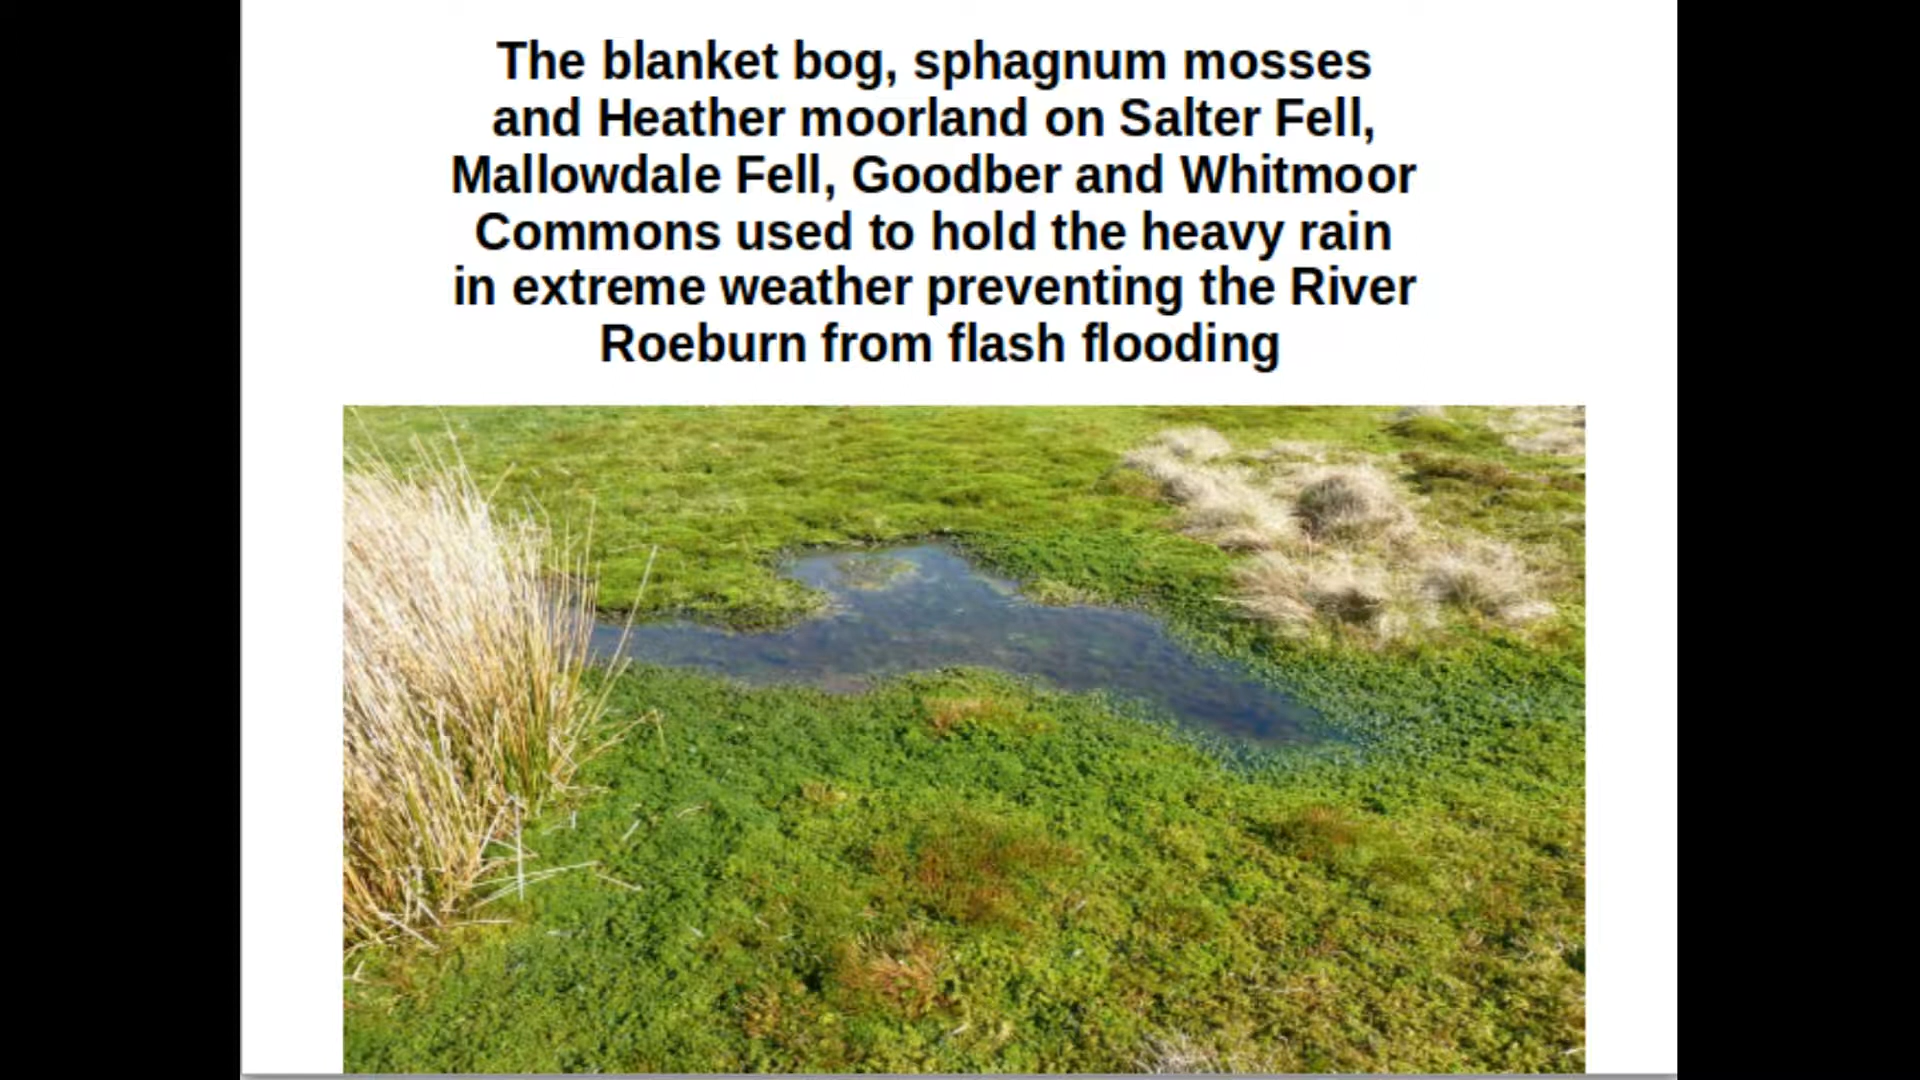 The blanket bog, sphagnum mosses
and Heather moorland on Salter Fell,
Mallowdale Fell, Goodber and Whitmoor
Commons used to hold the heavy rain
in extreme weather preventing the River
Roeburn from flash flooding